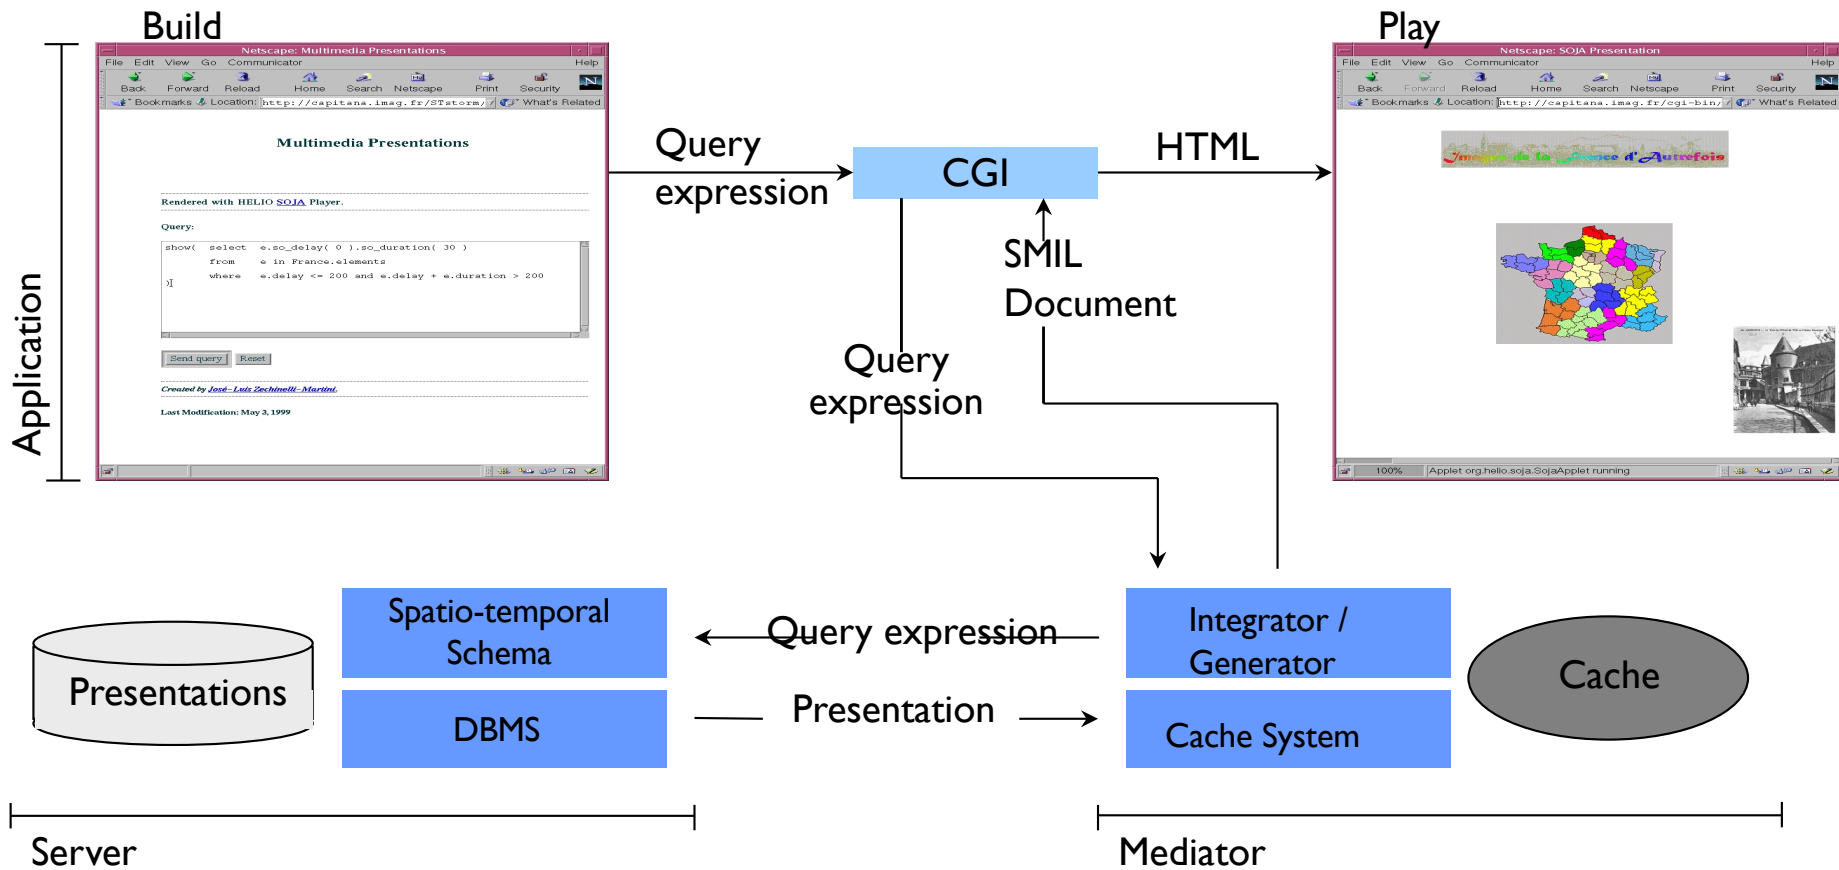 Build
Play
Application
Netscape: Multimedia Presentations
File Edit View Go Communicator Help
Back Forward Reload Home Search Netscape Print Security
Bookmarks Location: http://capitana.imag.fr/STstorm/ What's Related
Multimedia Presentations
Rendered with HELIO SOJA Player.
Query:
show( select e.so_delay( 0 ).so_duration( 30 )
from e in France.elements
where e.delay <= 200 and e.delay + e.duration > 200
)
Send query Reset
Created by José-Luis Zechinelli-Martini.
Last Modification: May 3, 1999
Query
expression
CGI
HTML
Netscape: SOJA Presentation
File Edit View Go Communicator Help
Back Forward Reload Home Search Netscape Print Security
Bookmarks Location: http://capitana.imag.fr/cgi-bin/ What's Related
Images de la France d'Autrefois
100% Applet org.helio.soja.SojaApplet running
SMIL
Document
Query
expression
Presentations
Spatio-temporal
Schema
DBMS
Query expression
Presentation
Integrator /
Generator
Cache System
Cache
Server
Mediator